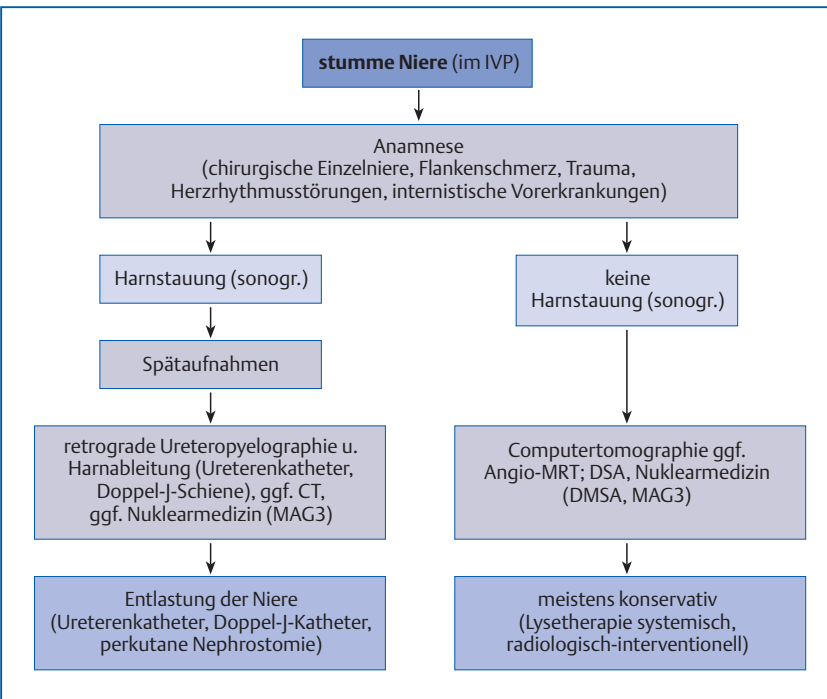 stumme Niere (im IVP)
Anamnese
(chirurgische Einzelniere, Flankenschmerz, Trauma,
Herzrhythmusstörungen, internistische Vorerkrankungen)
Harnstauung (sonogr.)
Spätaufnahmen
retrograde Ureteropyelographie u.
Harnableitung (Ureterenkatheter,
Doppel-J-Schiene), ggf. CT,
ggf. Nuklearmedizin (MAG3)
Entlastung der Niere
(Ureterenkatheter, Doppel-J-Katheter,
perkutane Nephrostomie)
keine
Harnstauung (sonogr.)
Computertomographie ggf.
Angio-MRT; DSA, Nuklearmedizin
(DMSA, MAG3)
meistens konservativ
(Lysetherapie systemisch,
radiologisch-interventionell)